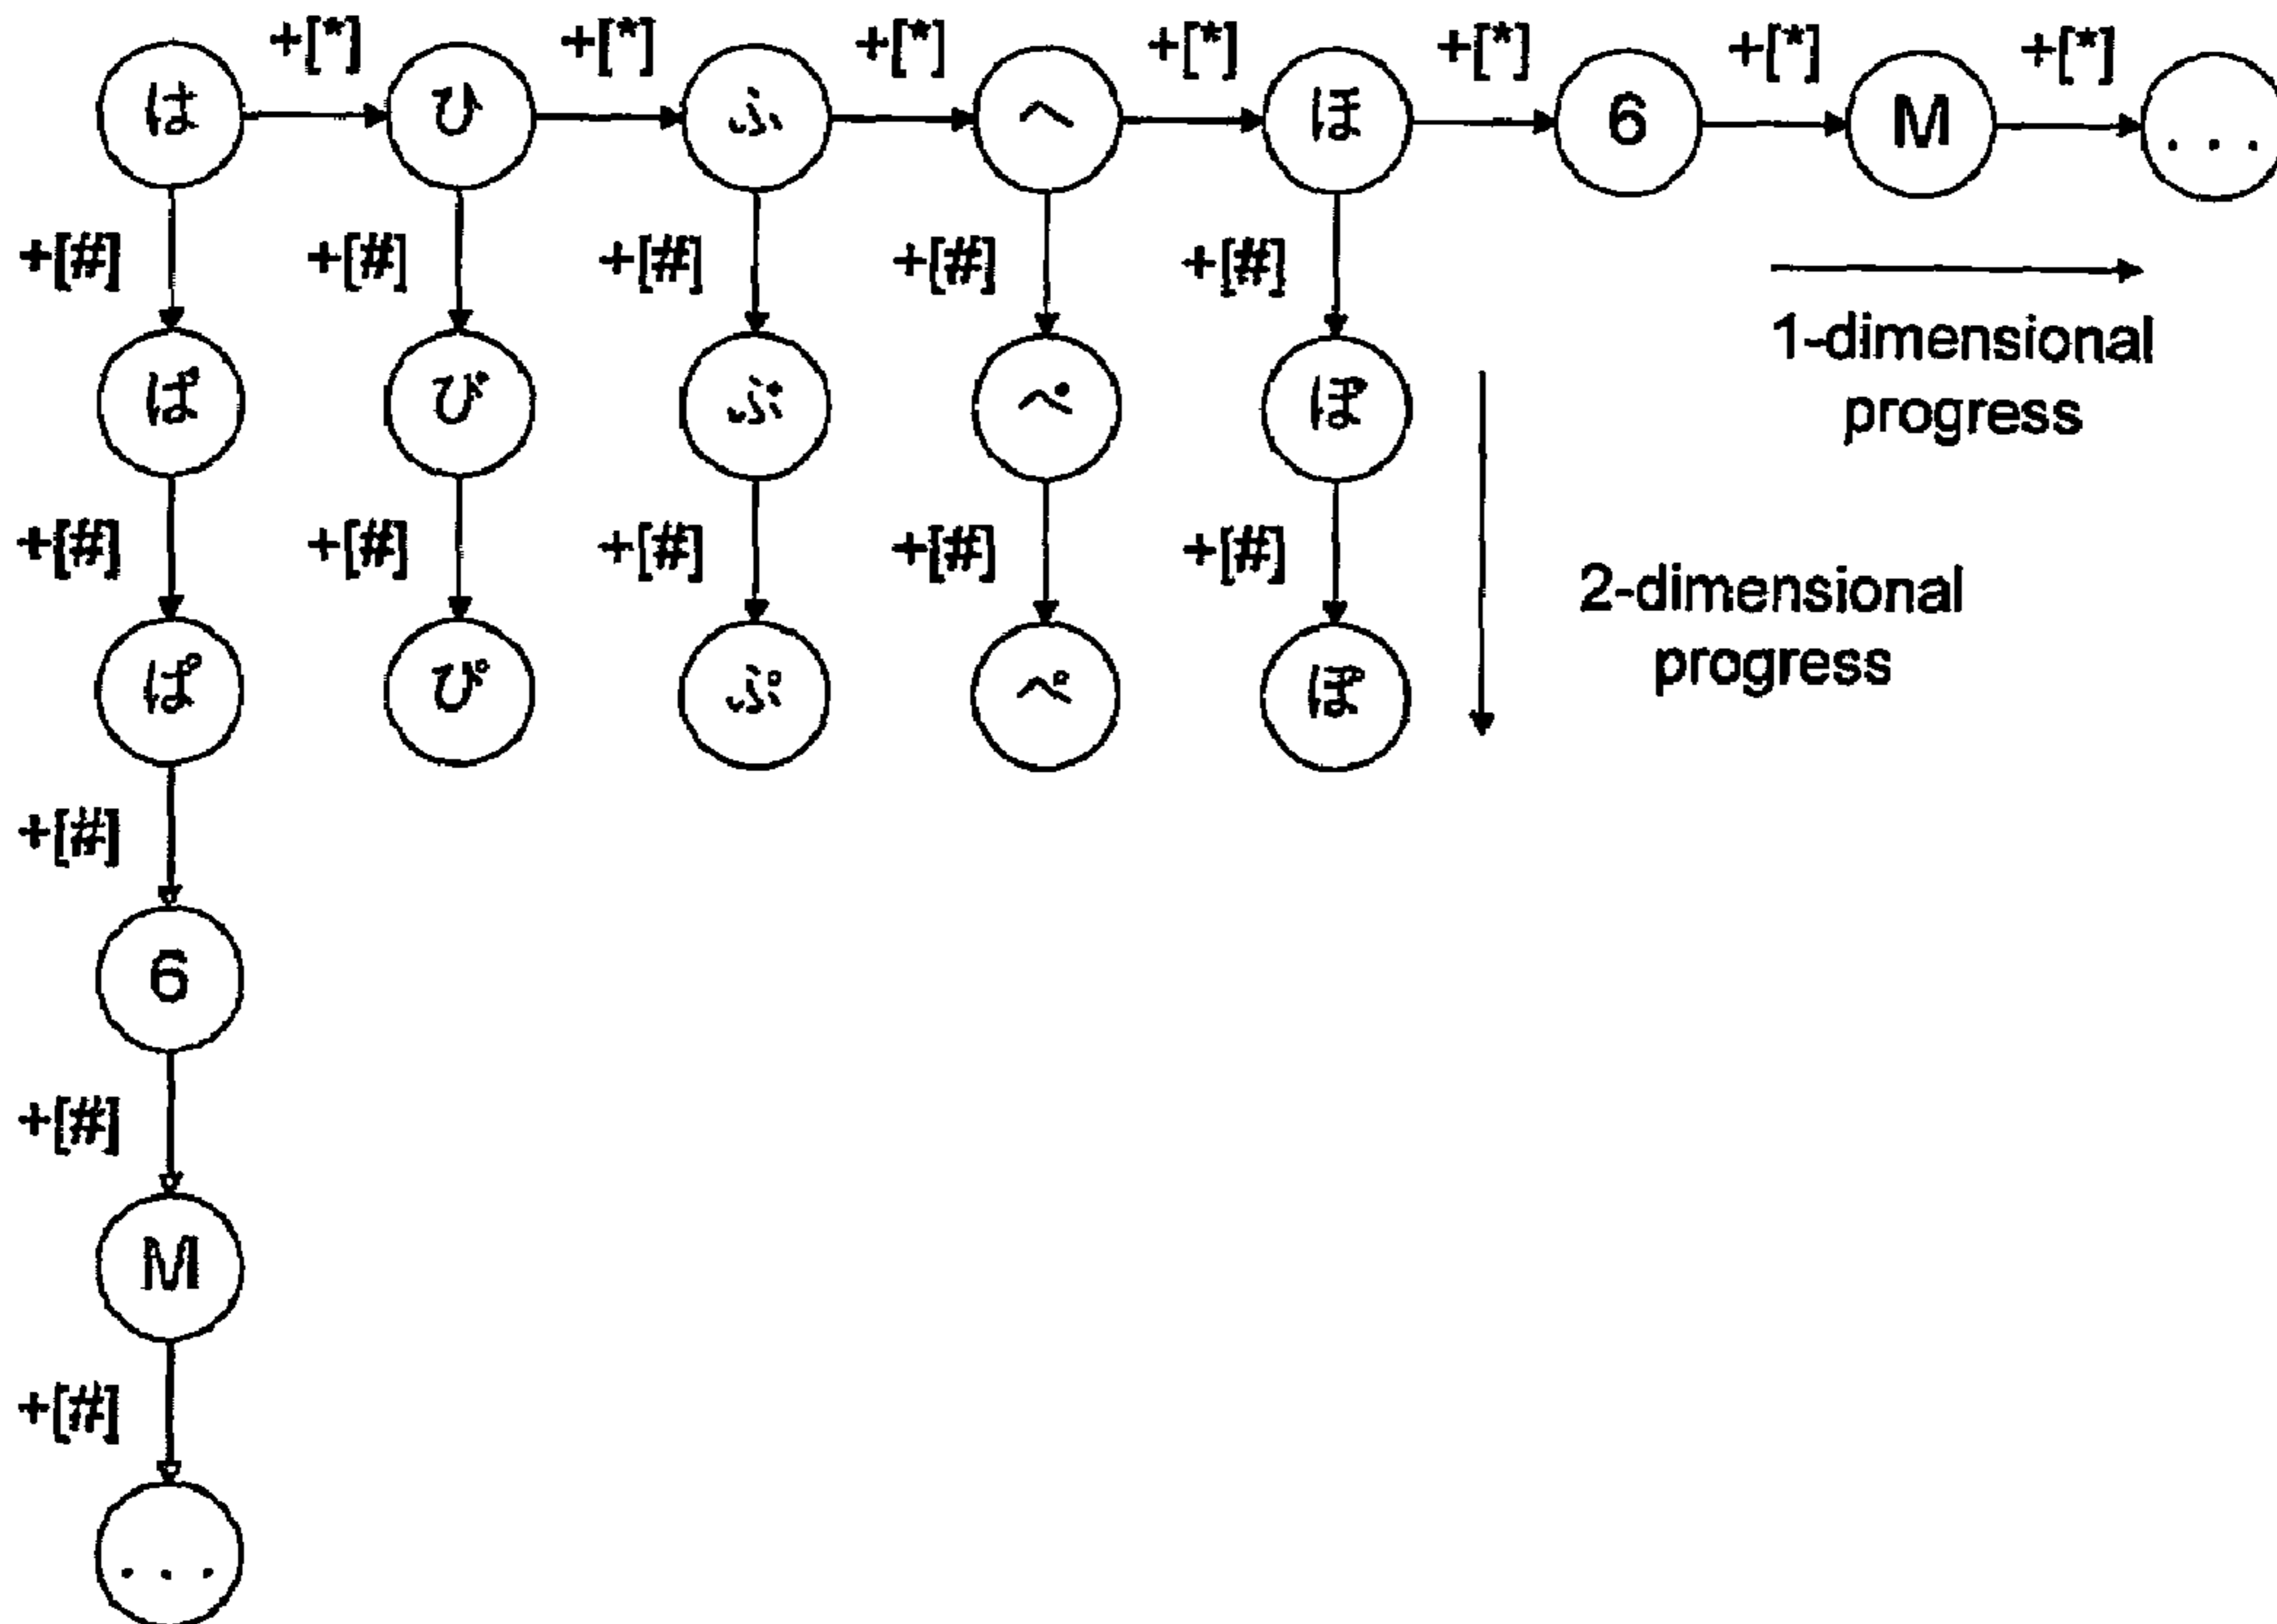 +[*] +[*] +[*] +[*] +[*] +[*] +[*]
は ひ ふ へ ほ 6 M ...
+[#] +[#] +[#] +[#] +[#]
1-dimensional
progress
ば び ぶ べ ぼ
+[#] +[#] +[#] +[#] +[#]
2-dimensional
progress
ぱ ぴ ぷ ぺ ぽ
+[#]
6
+[#]
M
+[#]
...